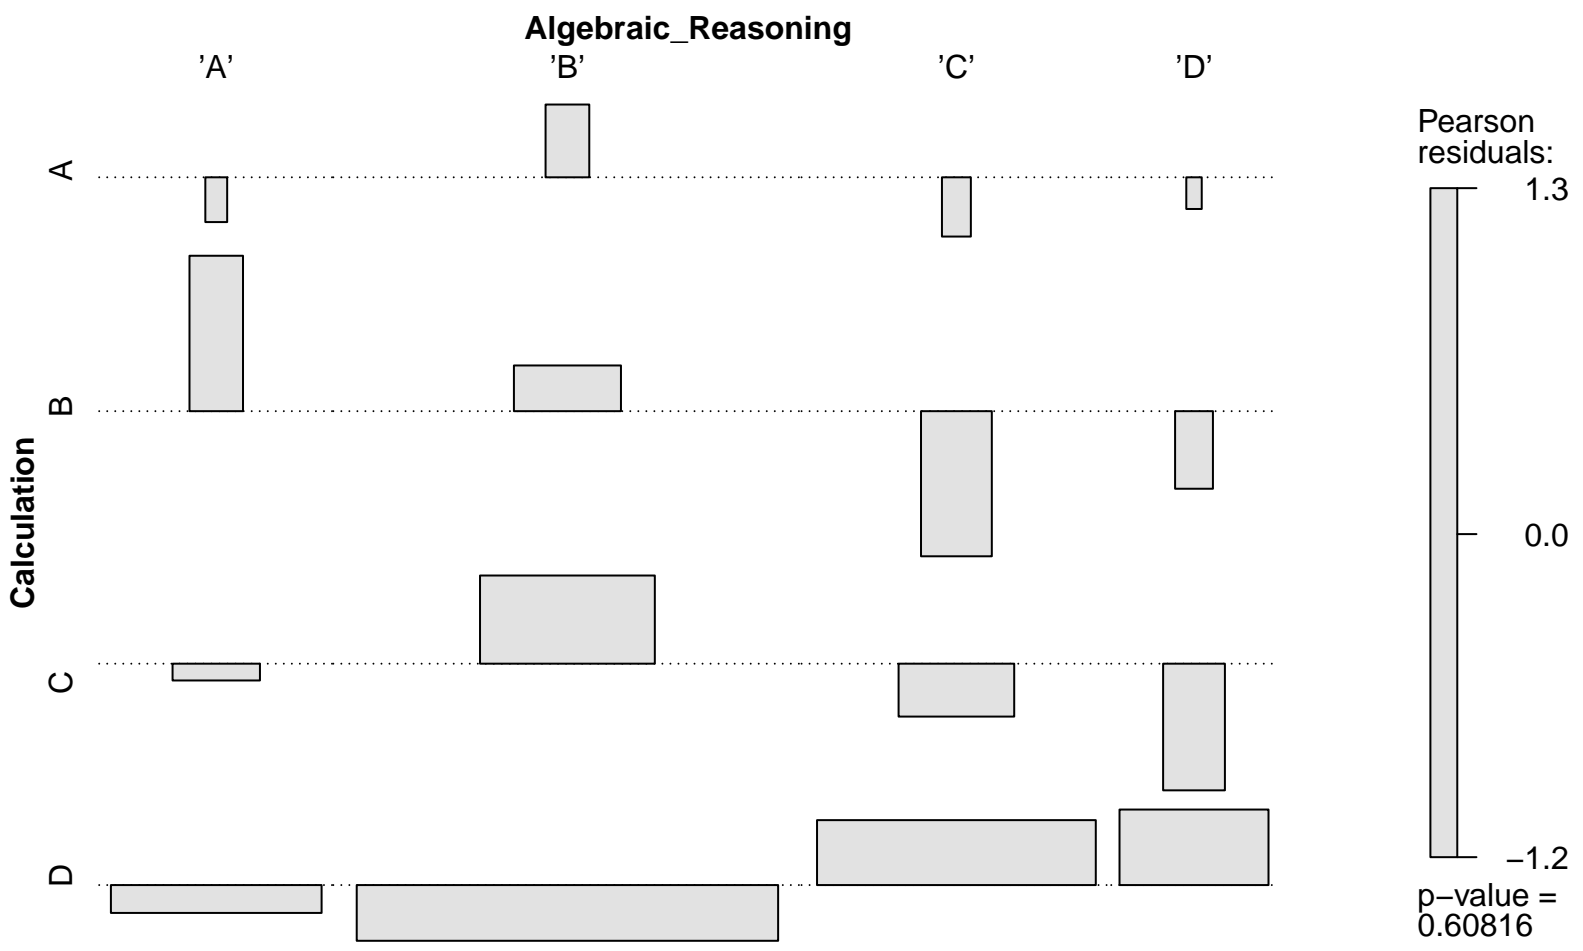 Algebraic_Reasoning
’A’ ’B’ ’C’ ’D’
Calculation
A
B
C
D
Pearson
residuals:
1.3
0.0
−1.2
p−value =
0.60816